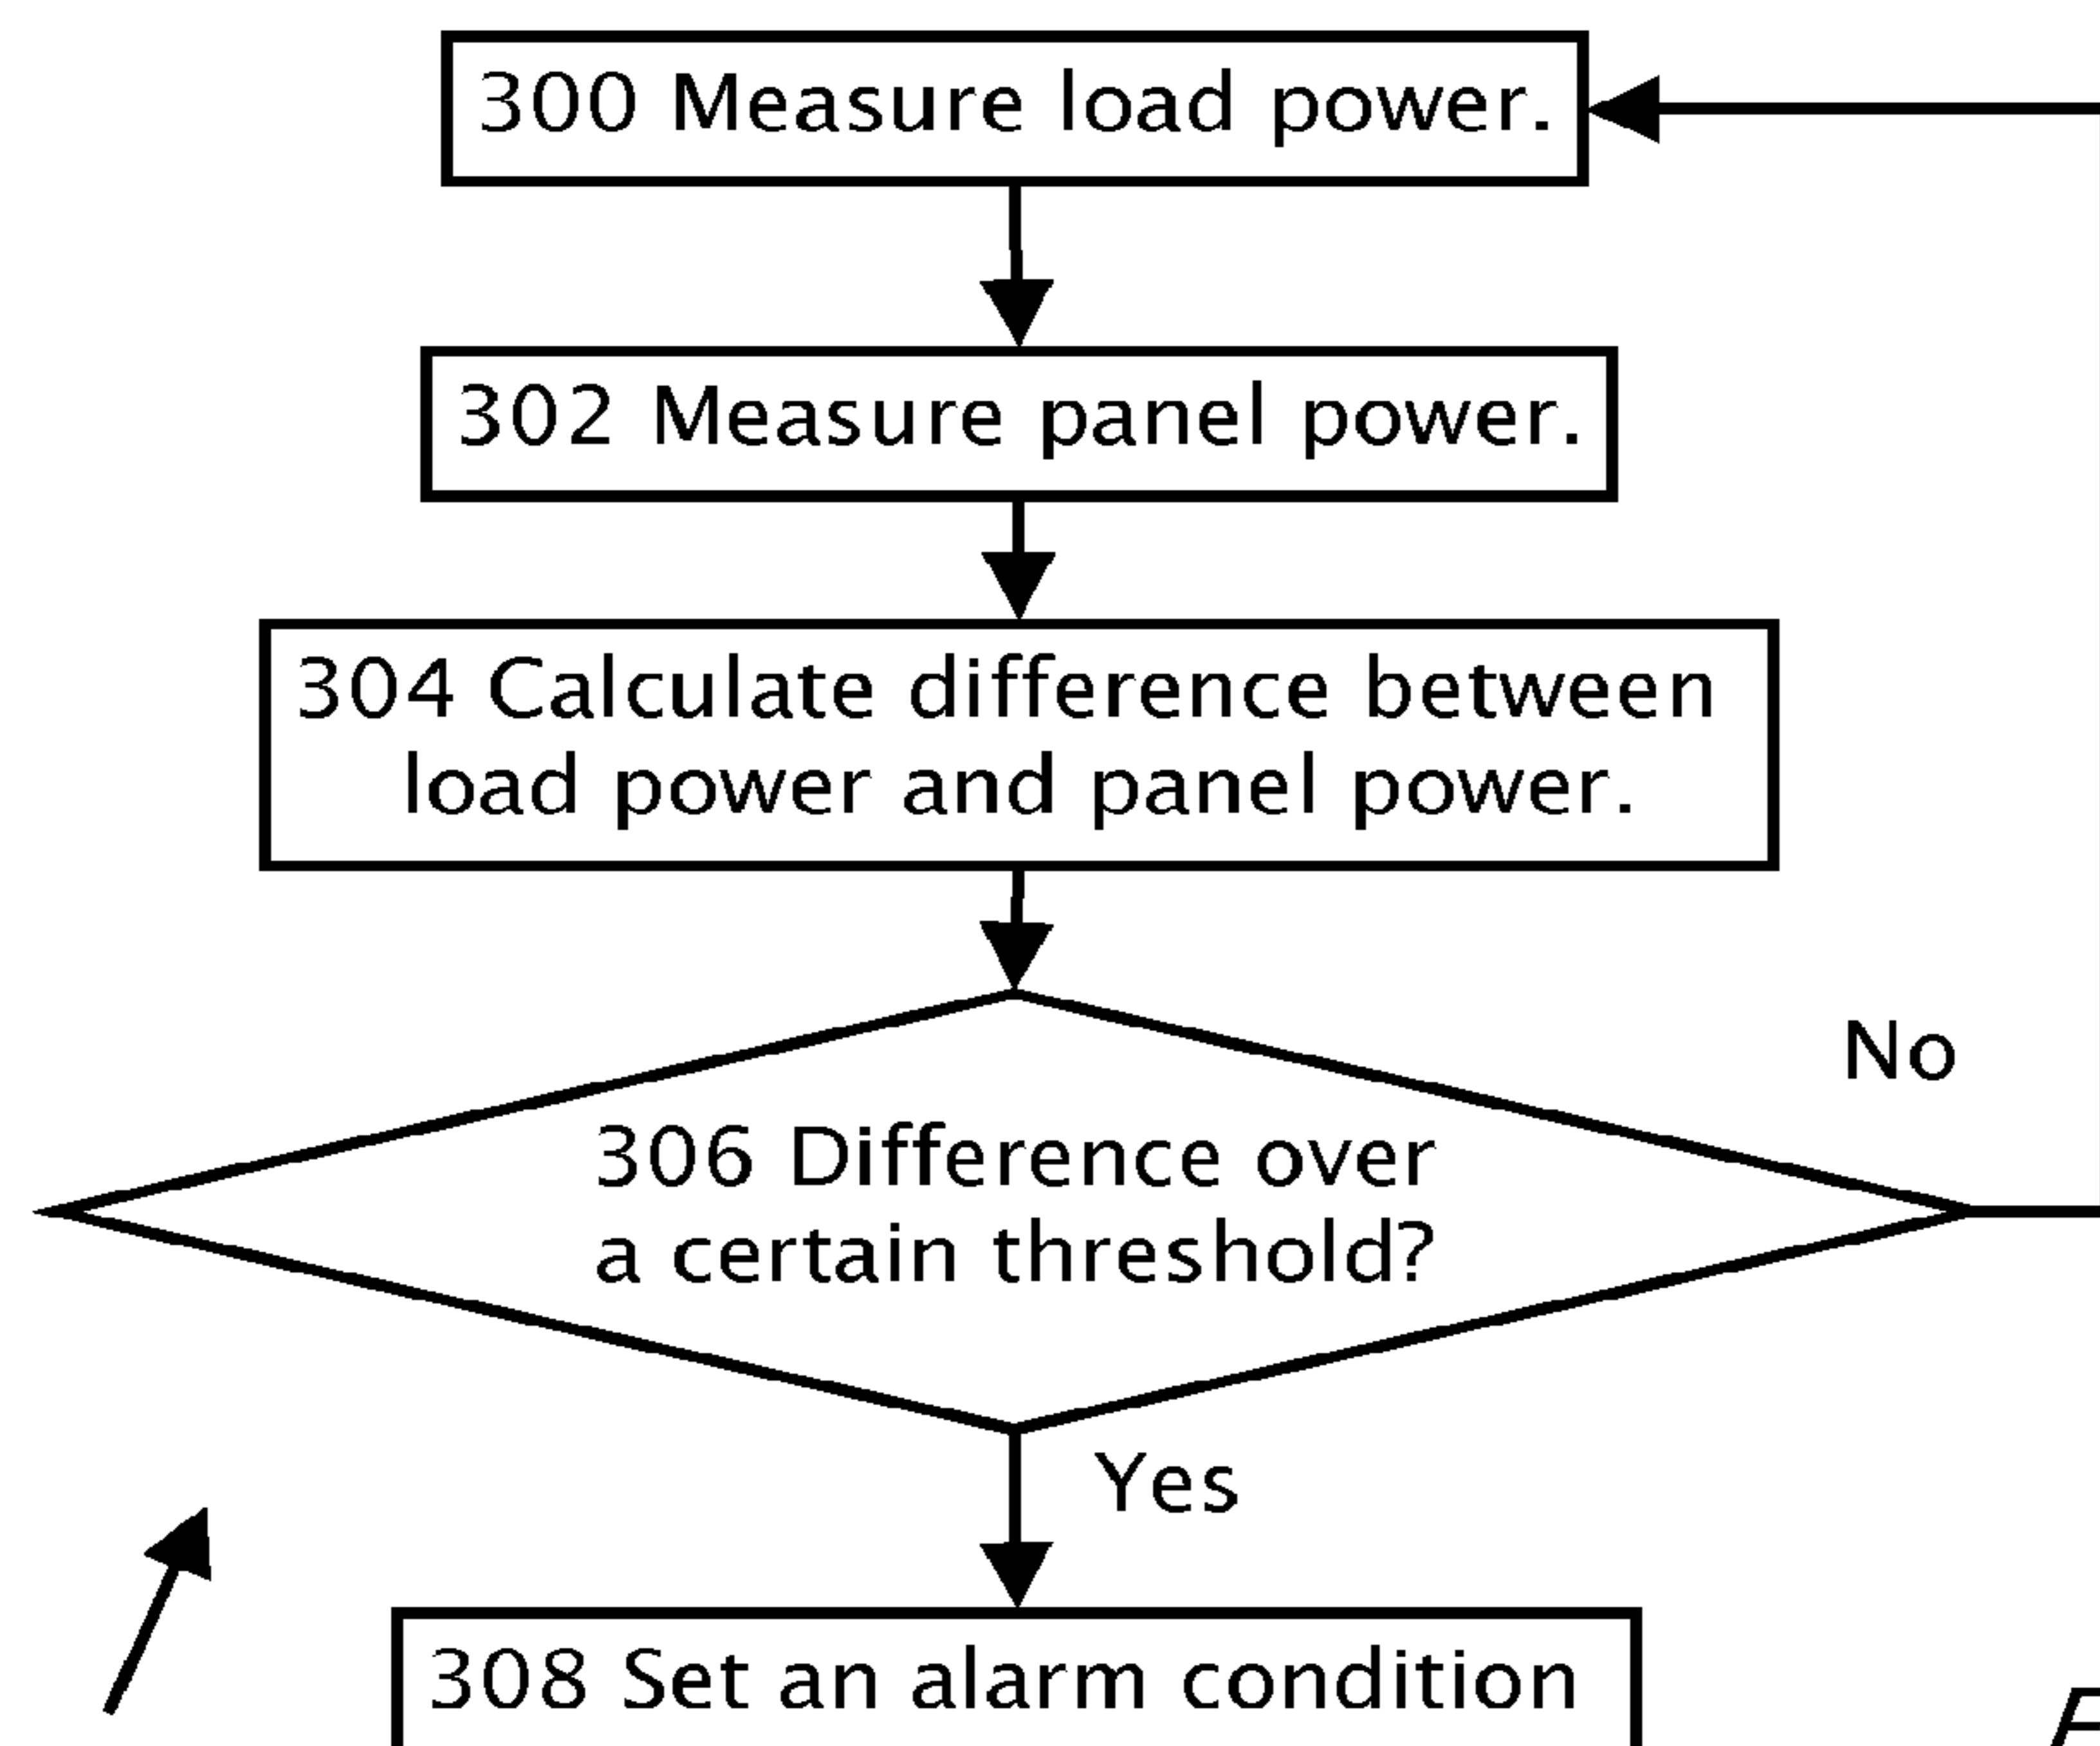 300 Measure load power.
302 Measure panel power.
304 Calculate difference between
load power and panel power.
No
306 Difference over
a certain threshold?
Yes
308 Set an alarm condition